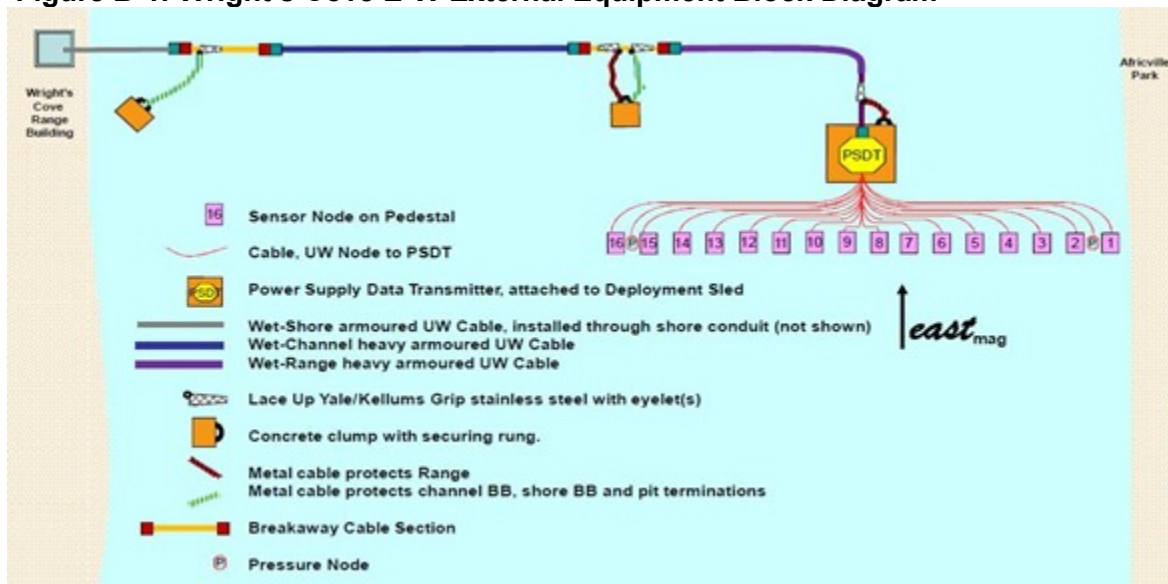 Wright's
Cove
Range
Building
Africville
Park
PSDT
16 P 15 14 13 12 11 10 9 8 7 6 5 4 3 2 P 1
16 Sensor Node on Pedestal
Cable, UW Node to PSDT
PSDT Power Supply Data Transmitter, attached to Deployment Sled
east mag
Wet-Shore armoured UW Cable, installed through shore conduit (not shown)
Wet-Channel heavy armoured UW Cable
Wet-Range heavy armoured UW Cable
Lace Up Yale/Kellums Grip stainless steel with eyelet(s)
Concrete clump with securing rung.
Metal cable protects Range
Metal cable protects channel BB, shore BB and pit terminations
Breakaway Cable Section
P Pressure Node